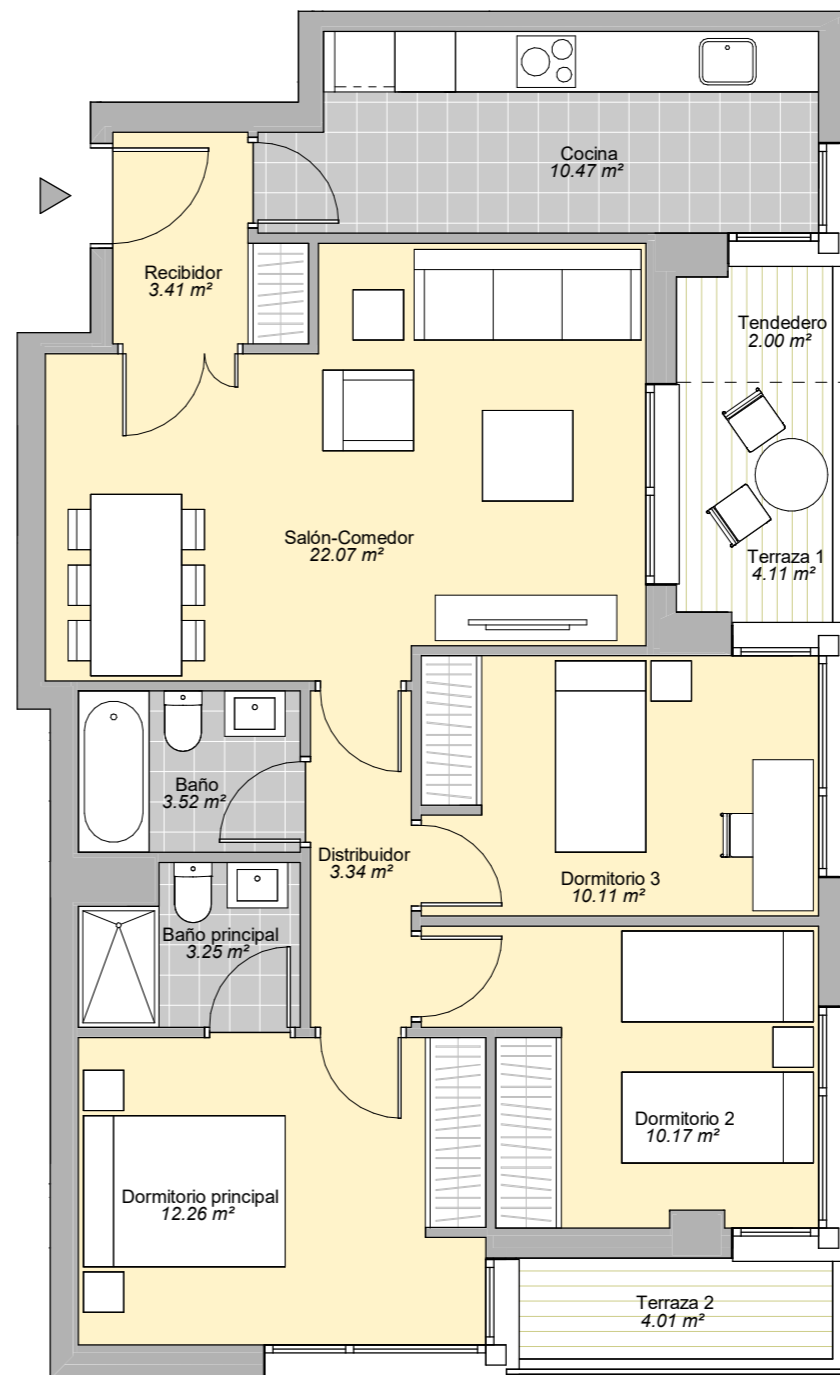 Cocina
10.47 m²
Recibidor
3.41 m²
Tendedero
2.00 m²
Salón-Comedor
22.07 m²
Terraza 1
4.11 m²
Baño
3.52 m²
Distribuidor
3.34 m²
Dormitorio 3
10.11 m²
Baño principal
3.25 m²
Dormitorio 2
10.17 m²
Dormitorio principal
12.26 m²
Terraza 2
4.01 m²